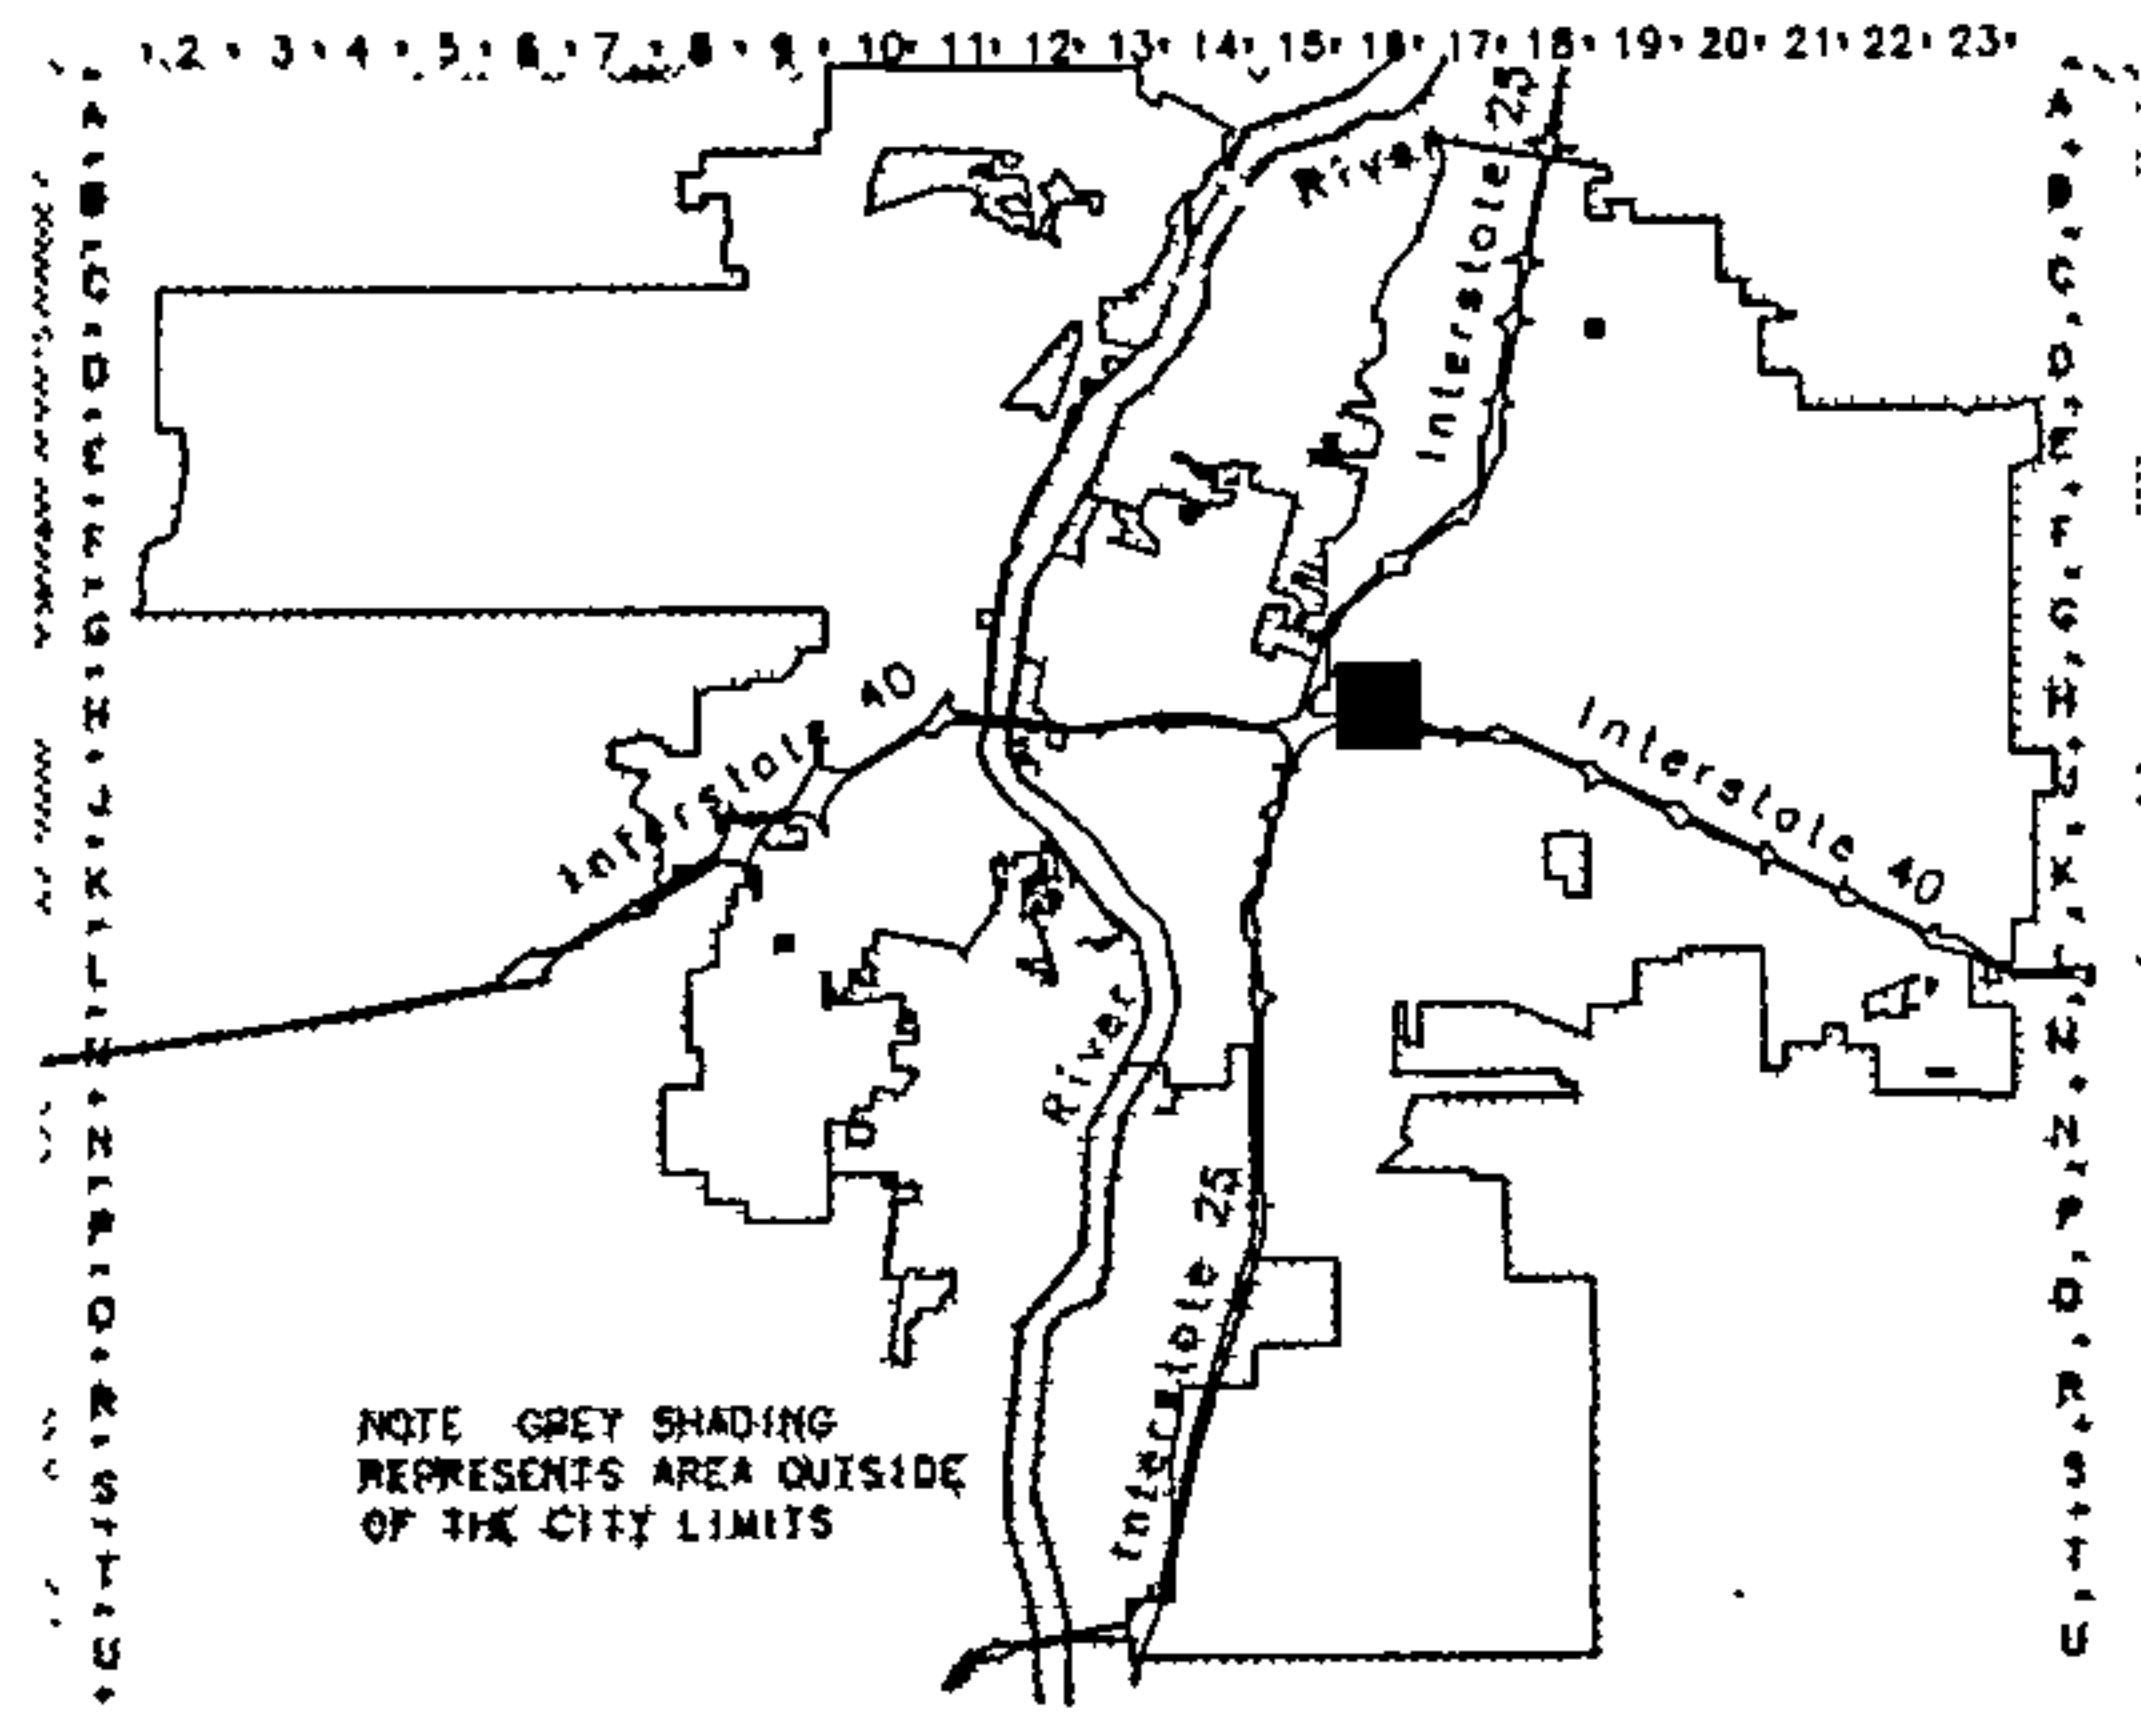 2 3 4 5 6 7 8 9 10 11 12 13 14 15 16 17 18 19 20 21 22 23
A A
B B
C C
D D
E E
F F
G G
H H
J J
K K
L L
M M
N N
P P
Q Q
R R
S S
T T
U U
River
Interstate 25
Interstate 40
Interstate 40
River
Interstate 25
NOTE GREY SHADING
REPRESENTS AREA OUTSIDE
OF THE CITY LIMITS